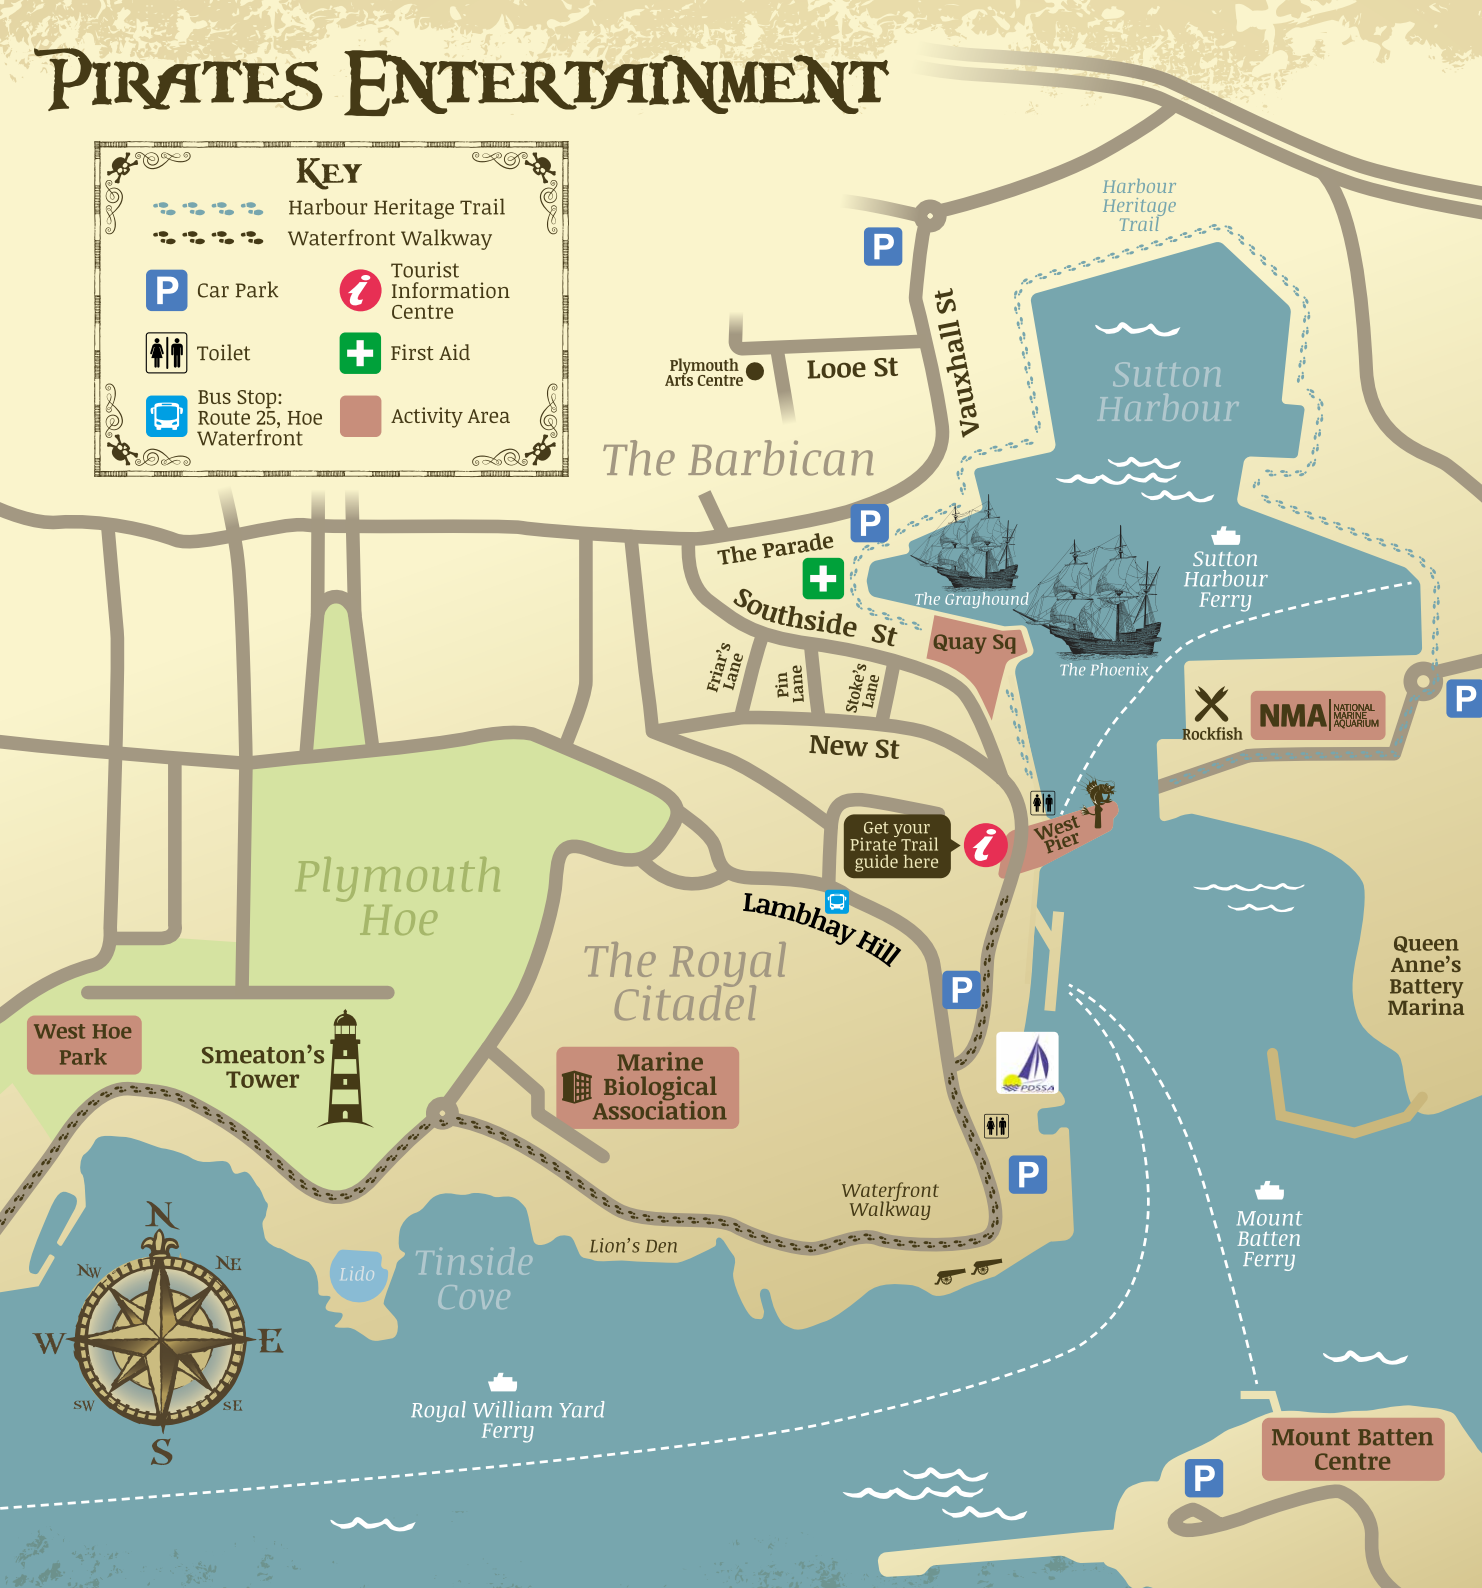 PIRATES ENTERTAINMENT
KEY
Harbour Heritage Trail
Waterfront Walkway
P
Car Park
i
Tourist
Information
Centre
Toilet
First Aid
Bus Stop:
Route 25, Hoe
Waterfront
Activity Area
Harbour
Heritage
Trail
P
Vauxhall St
Looe St
Plymouth
Arts Centre
Sutton
Harbour
The Barbican
P
The Parade
Southside St
The Grayhound
The Phoenix
Sutton
Harbour
Ferry
Quay Sq
Friar's
Lane
Pin
Lane
Stoke's
Lane
New St
Rockfish
NMA
NATIONAL
MARINE
AQUARIUM
P
Get your
Pirate Trail
guide here
i
West
Pier
Plymouth
Hoe
Lambhay Hill
The Royal
Citadel
P
Queen
Anne's
Battery
Marina
West Hoe
Park
Smeaton's
Tower
Marine
Biological
Association
PDSSA
P
Waterfront
Walkway
Lion's Den
Lido
Tinside
Cove
Mount
Batten
Ferry
N
NW
NE
W
E
SW
SE
S
Royal William Yard
Ferry
Mount Batten
Centre
P